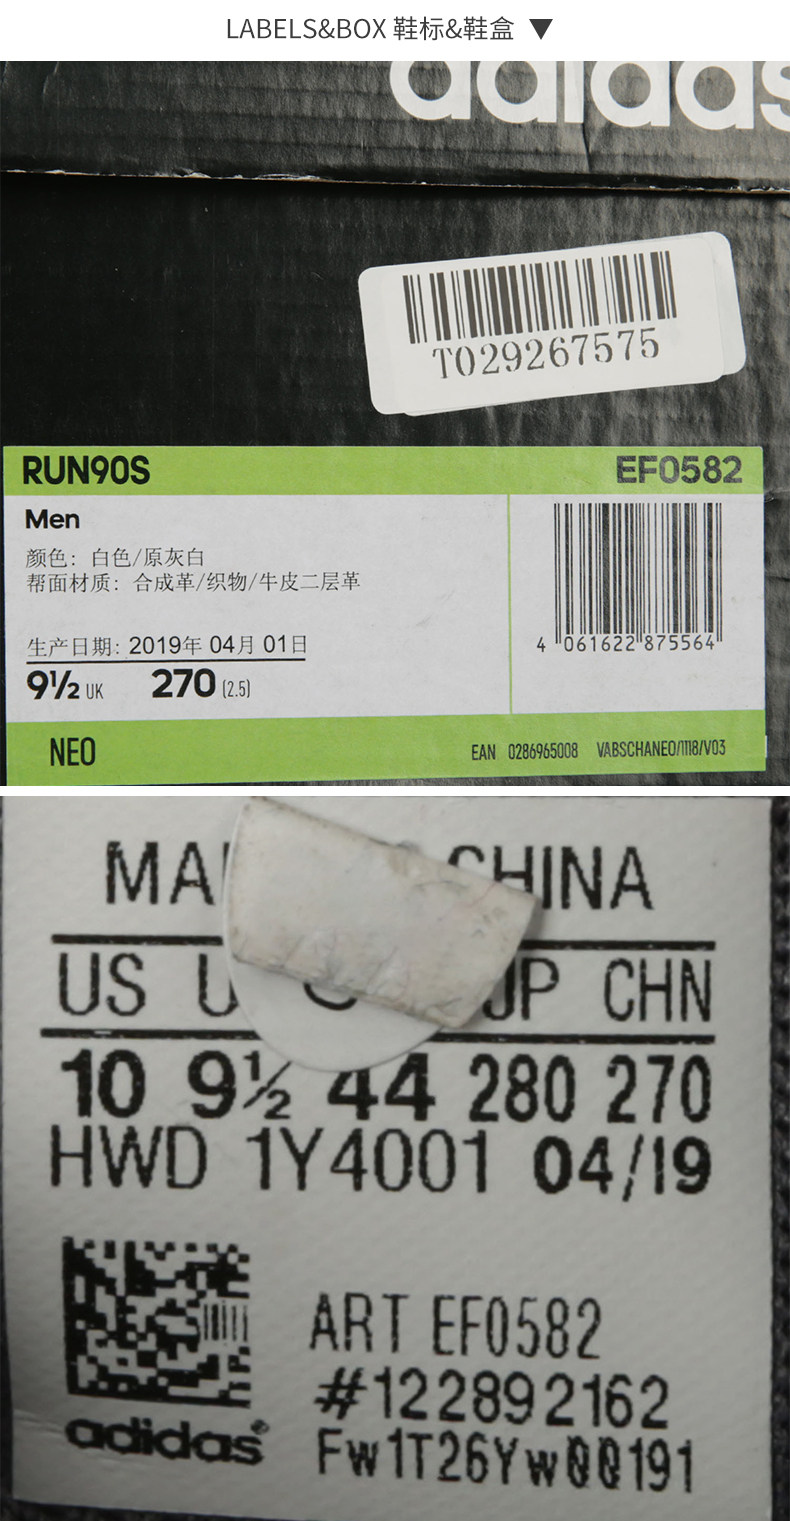 LABELS&BOX 鞋标&鞋盒 ▼
adidas
T029267575
RUN90S EF0582
Men
颜色: 白色/原灰白
帮面材质: 合成革/织物/牛皮二层革
生产日期: 2019年 04月 01日
9½ UK 270 (2.5)
4 061622 875564
NEO EAN 0286965008 VABSCHANEO/1118/V03
CHINA
US JP CHN
10 9½ 44 280 270
HWD 1Y4001 04/19
ART EF0582
#122892162
adidas
Fw1T26Yw00191